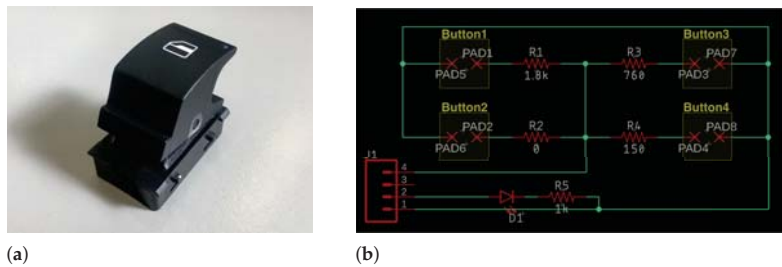 Button1
Button3
PAD1
R1
R3
PAD7
PAD5
1.8k
760
PAD3
Button2
Button4
PAD2
R2
R4
PAD8
PAD6
0
150
PAD4
J1
4
3
2
1
R5
D1
1k
(a)
(b)